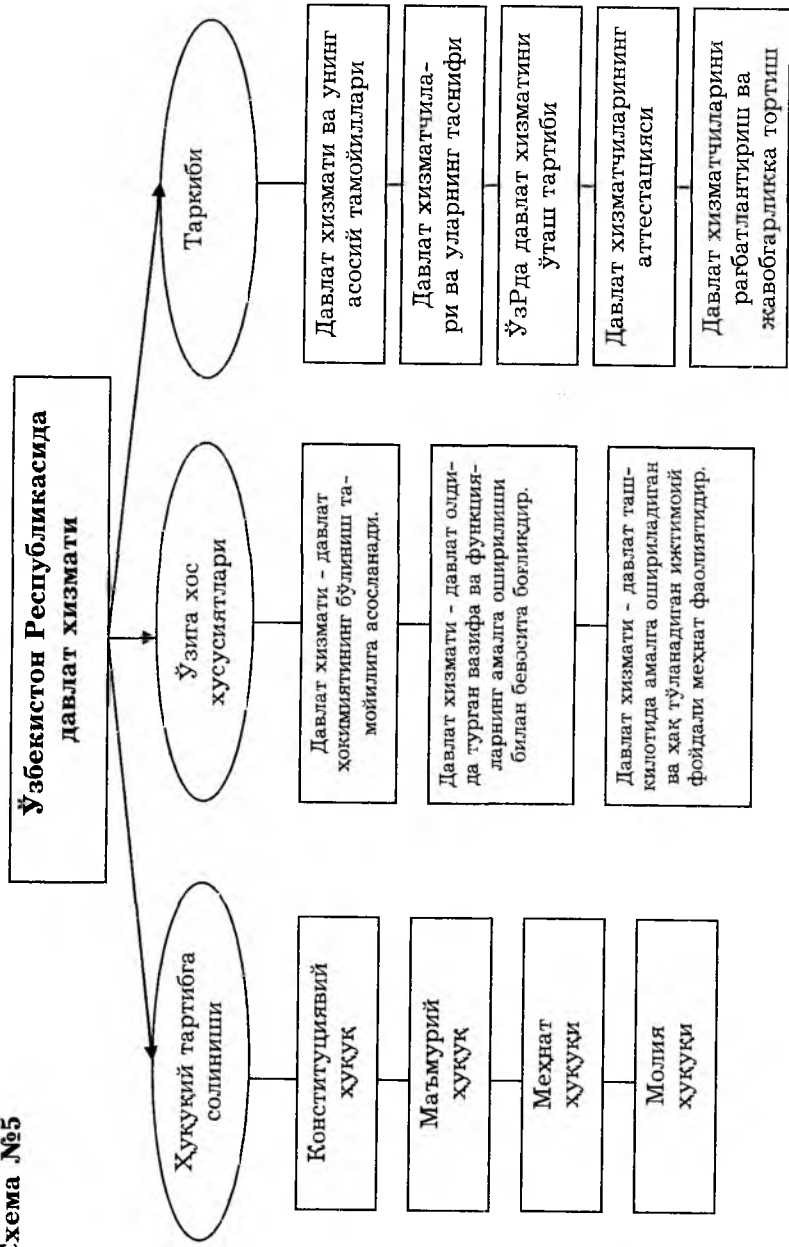 Схема №5
Ўзбекистон Республикасида
давлат хизмати
Ҳуқуқий тартибга
солиниши
Конституциявий
ҳуқуқ
Маъмурий
ҳуқуқ
Меҳнат
ҳуқуқи
Молия
ҳуқуқи
Ўзига хос
хусусиятлари
Давлат хизмати - давлат
ҳокимиятининг бўлиниш та-
мойилига асосланади.
Давлат хизмати - давлат олди-
да турган вазифа ва функция-
ларнинг амалга оширилиши
билан бевосита боғлиқдир.
Давлат хизмати - давлат таш-
килотида амалга ошириладиган
ва ҳақ тўланадиган ижтимоий
фойдали меҳнат фаолиятидир.
Таркиби
Давлат хизмати ва унинг
асосий тамойиллари
Давлат хизматчила-
ри ва уларнинг таснифи
ЎзРда давлат хизматини
ўташ тартиби
Давлат хизматчиларининг
аттестацияси
Давлат хизматчиларини
рағбатлантириш ва
жавобгарликка тортиш